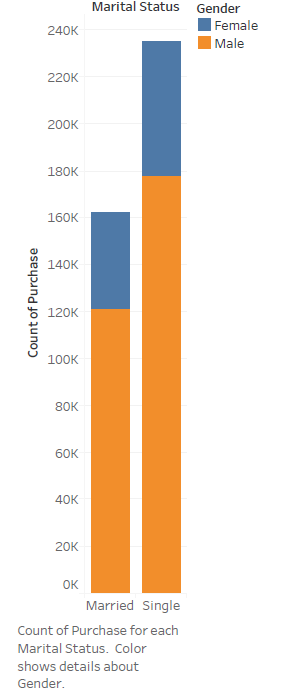 Marital Status
Gender
Female
Male
240K
220K
200K
180K
160K
140K
120K
100K
80K
60K
40K
20K
0K
Count of Purchase
Married Single
Count of Purchase for each
Marital Status. Color
shows details about
Gender.